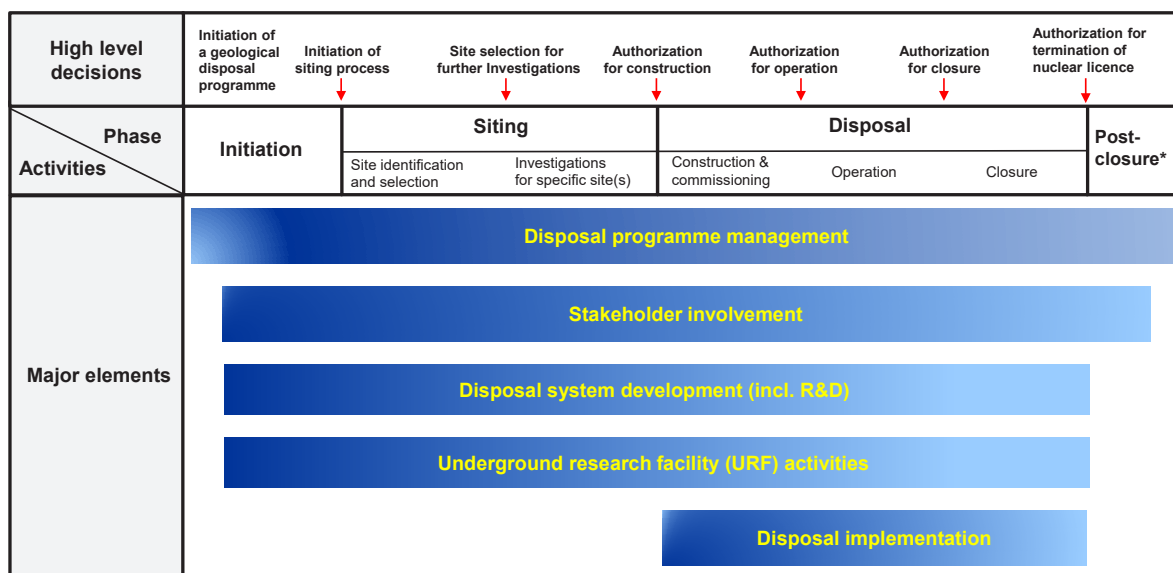 High level
decisions
Initiation of
a geological
disposal
programme
Initiation of
siting process
Site selection for
further Investigations
Authorization
for construction
Authorization
for operation
Authorization
for closure
Authorization for
termination of
nuclear licence
Phase
Activities
Initiation
Siting
Site identification
and selection
Investigations
for specific site(s)
Disposal
Construction &
commissioning
Operation
Closure
Post-
closure*
Major elements
Disposal programme management
Stakeholder involvement
Disposal system development (incl. R&D)
Underground research facility (URF) activities
Disposal implementation